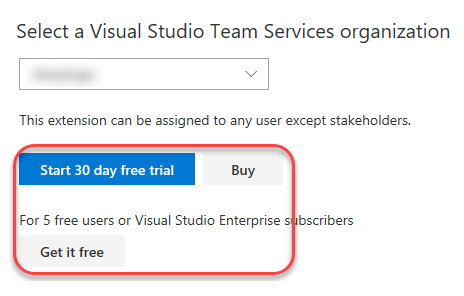 Select a Visual Studio Team Services organization
This extension can be assigned to any user except stakeholders.
Start 30 day free trial
Buy
For 5 free users or Visual Studio Enterprise subscribers
Get it free